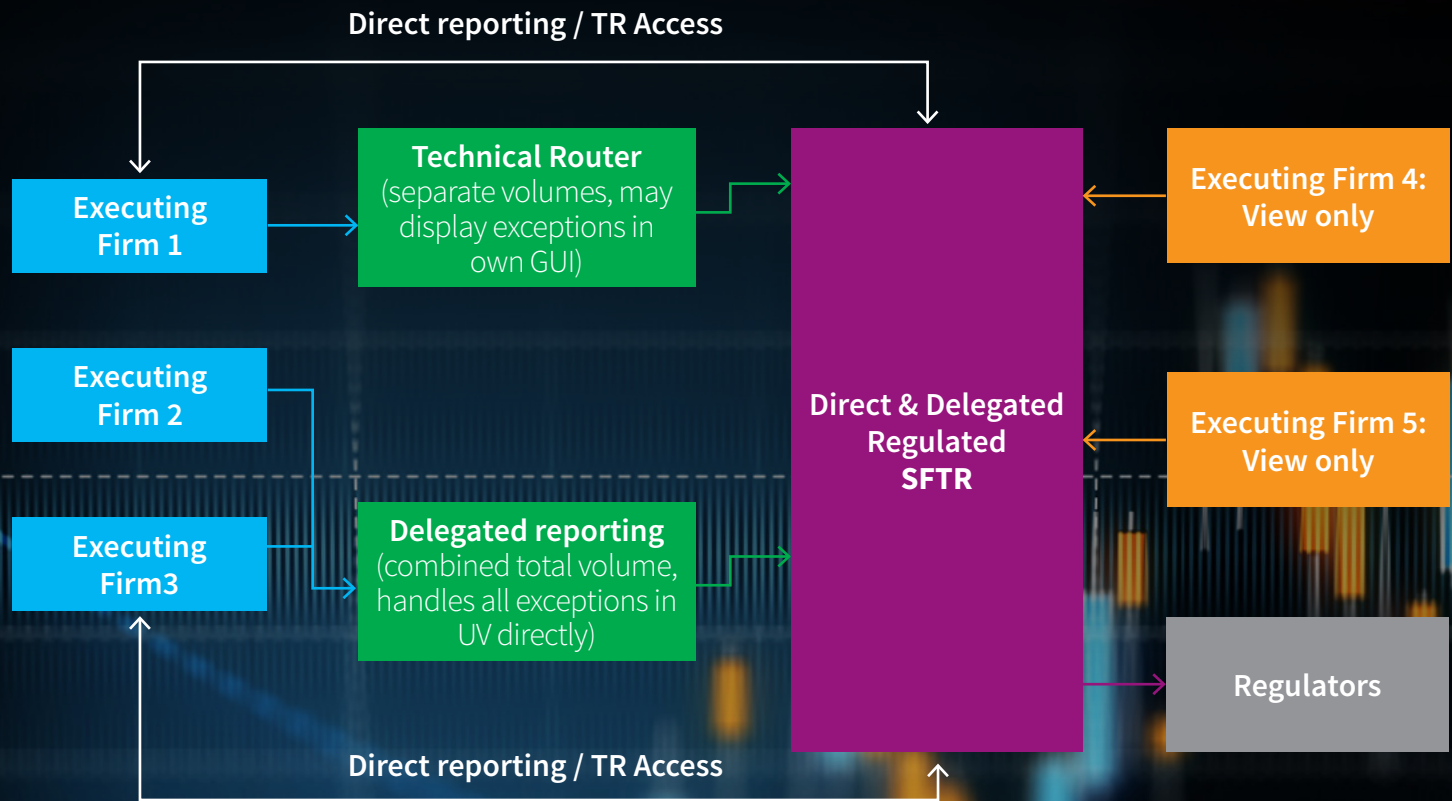 Direct reporting / TR Access
Executing
Firm 1
Technical Router
(separate volumes, may
display exceptions in
own GUI)
Executing Firm 4:
View only
Executing
Firm 2
Direct & Delegated
Regulated
SFTR
Executing Firm 5:
View only
Executing
Firm3
Delegated reporting
(combined total volume,
handles all exceptions in
UV directly)
Regulators
Direct reporting / TR Access